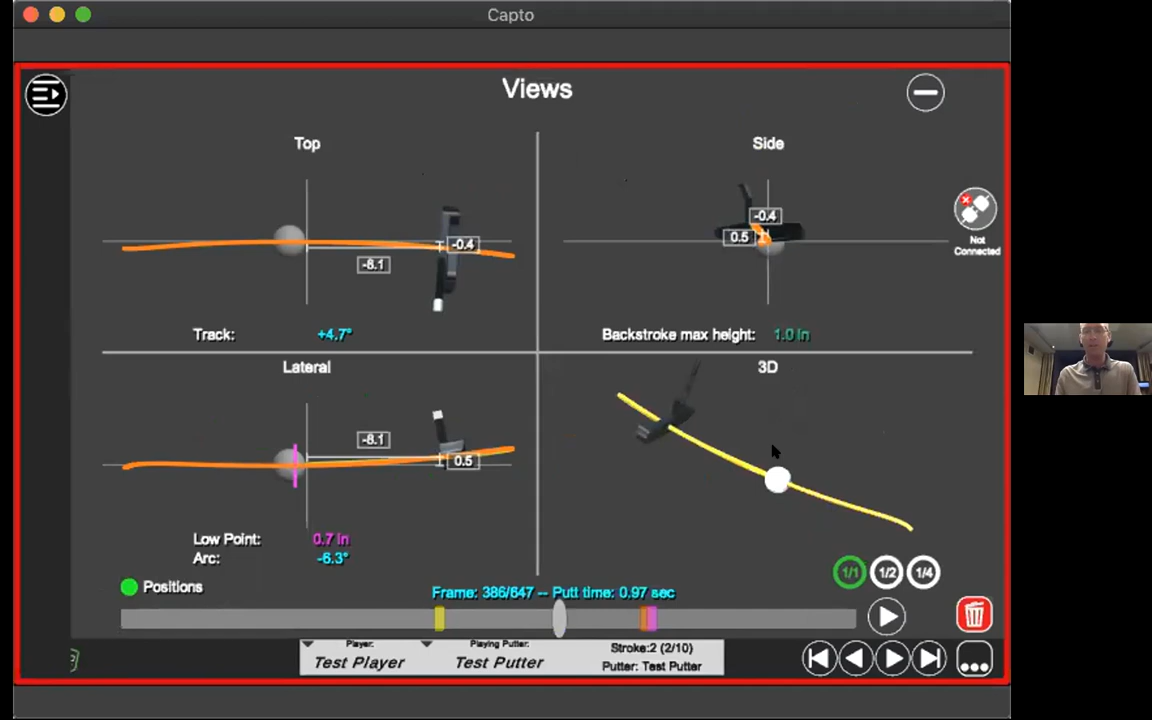 Capto
Views
Top
Side
-0.4
0.5
-0.4
-8.1
Not
Connected
Track: +4.7°
Backstroke max height: 1.0 in
Lateral
3D
-8.1
0.5
Low Point: 0.7 in
Arc: -6.3°
1/1 1/2 1/4
Positions
Frame: 386/647 -- Putt time: 0.97 sec
Player: Playing Putter: Stroke:2 (2/10)
Test Player Test Putter Putter: Test Putter